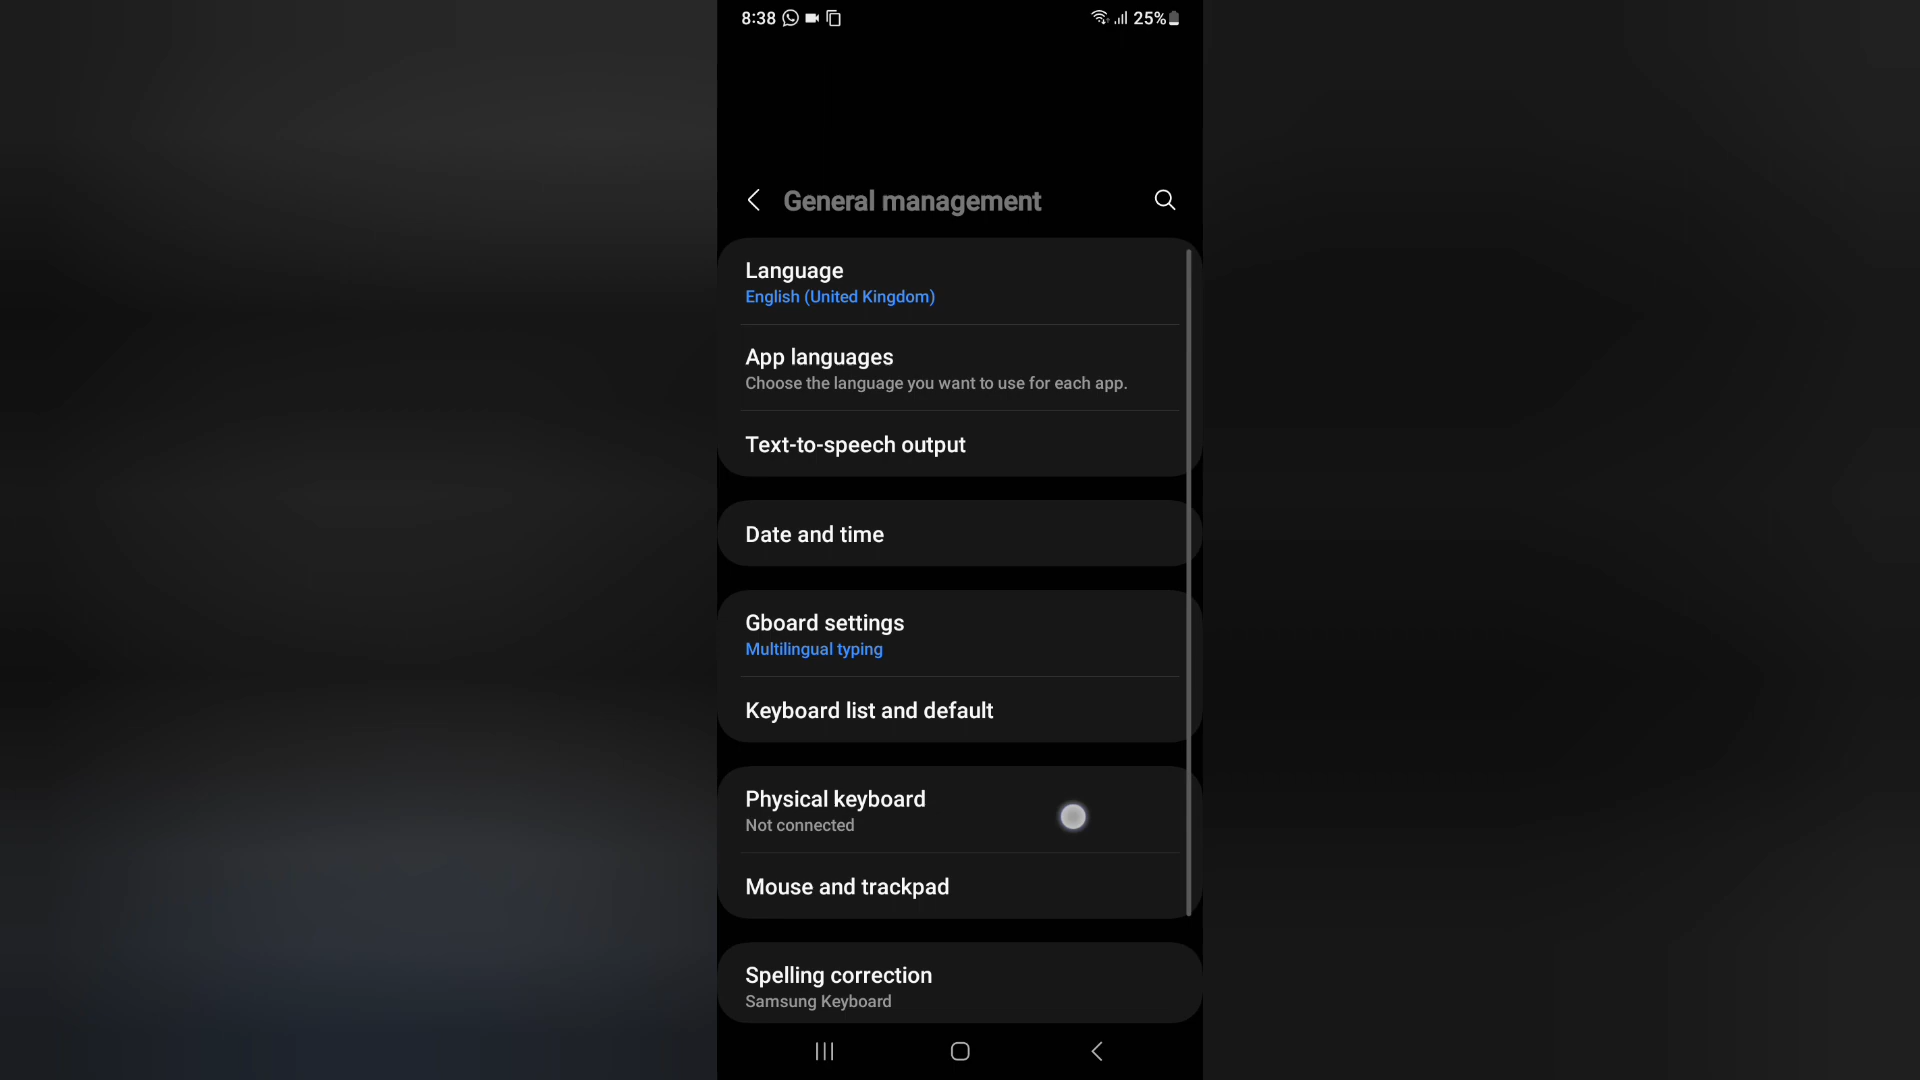 8:38 25%
General management
Language
English (United Kingdom)
App languages
Choose the language you want to use for each app.
Text-to-speech output
Date and time
Gboard settings
Multilingual typing
Keyboard list and default
Physical keyboard
Not connected
Mouse and trackpad
Spelling correction
Samsung Keyboard